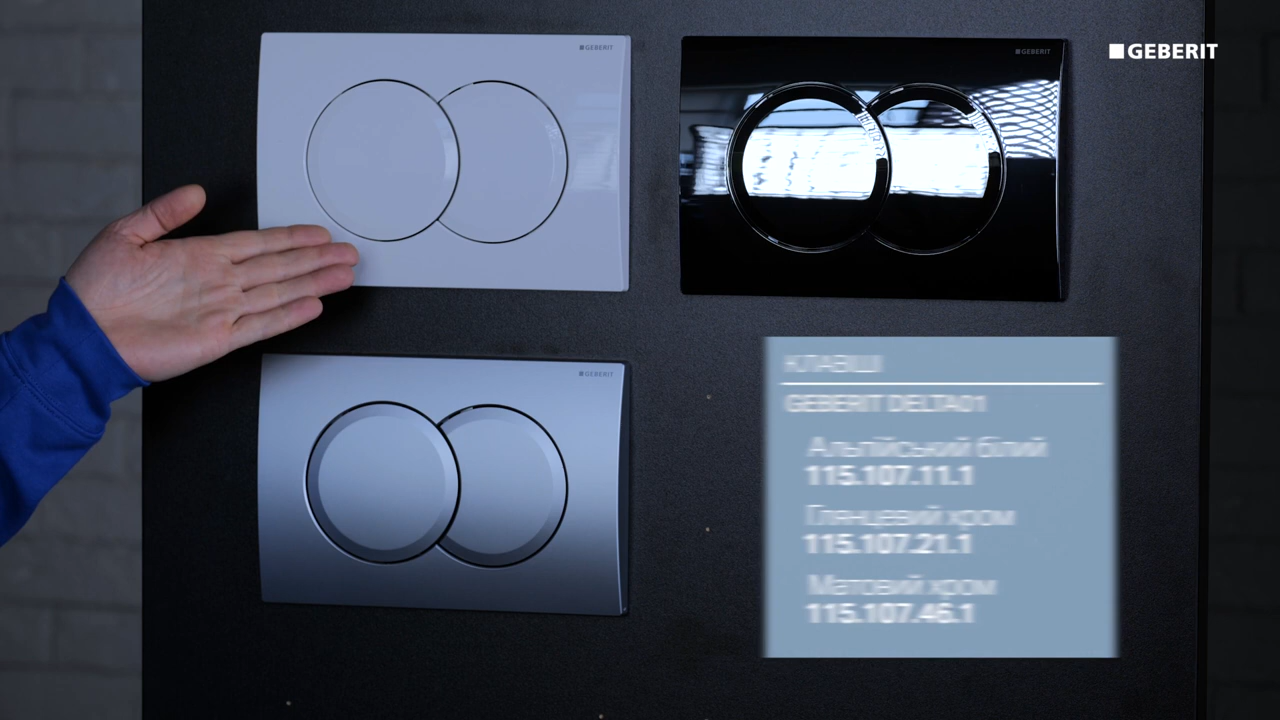 GEBERIT
GEBERIT
GEBERIT
GEBERIT
КЛАВІШІ
GEBERIT DELTA01
Альпійський білий
115.107.11.1
Глянцевий хром
115.107.21.1
Матовий хром
115.107.46.1